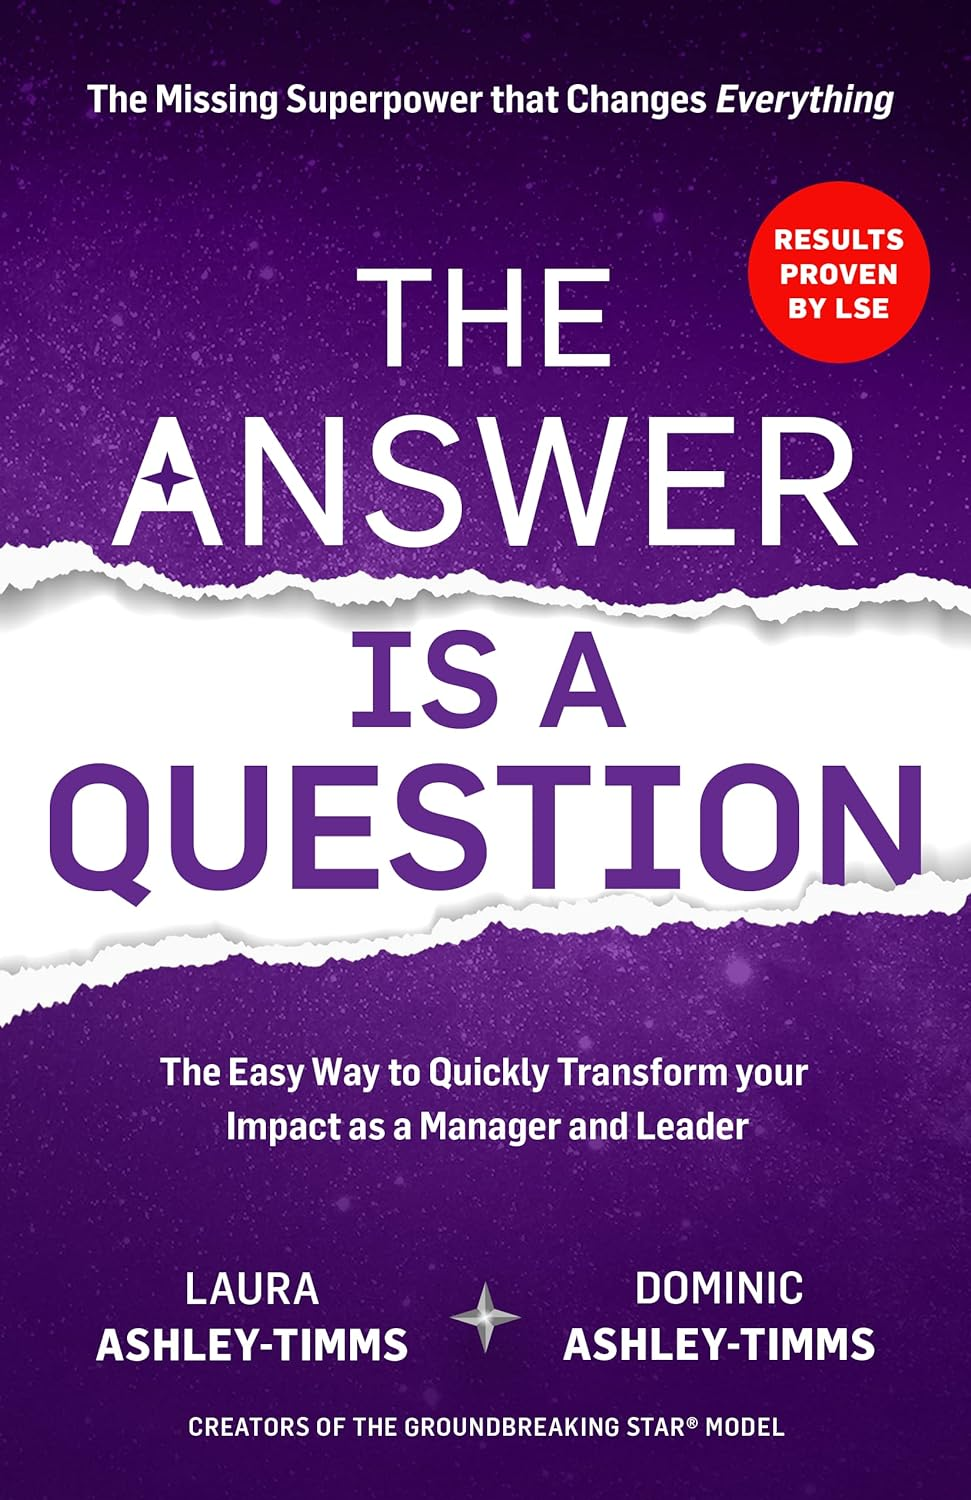 The Missing Superpower that Changes Everything
RESULTS
PROVEN
BY LSE
THE
ANSWER
IS A
QUESTION
The Easy Way to Quickly Transform your
Impact as a Manager and Leader
LAURA
ASHLEY-TIMMS
DOMINIC
ASHLEY-TIMMS
CREATORS OF THE GROUNDBREAKING STAR® MODEL